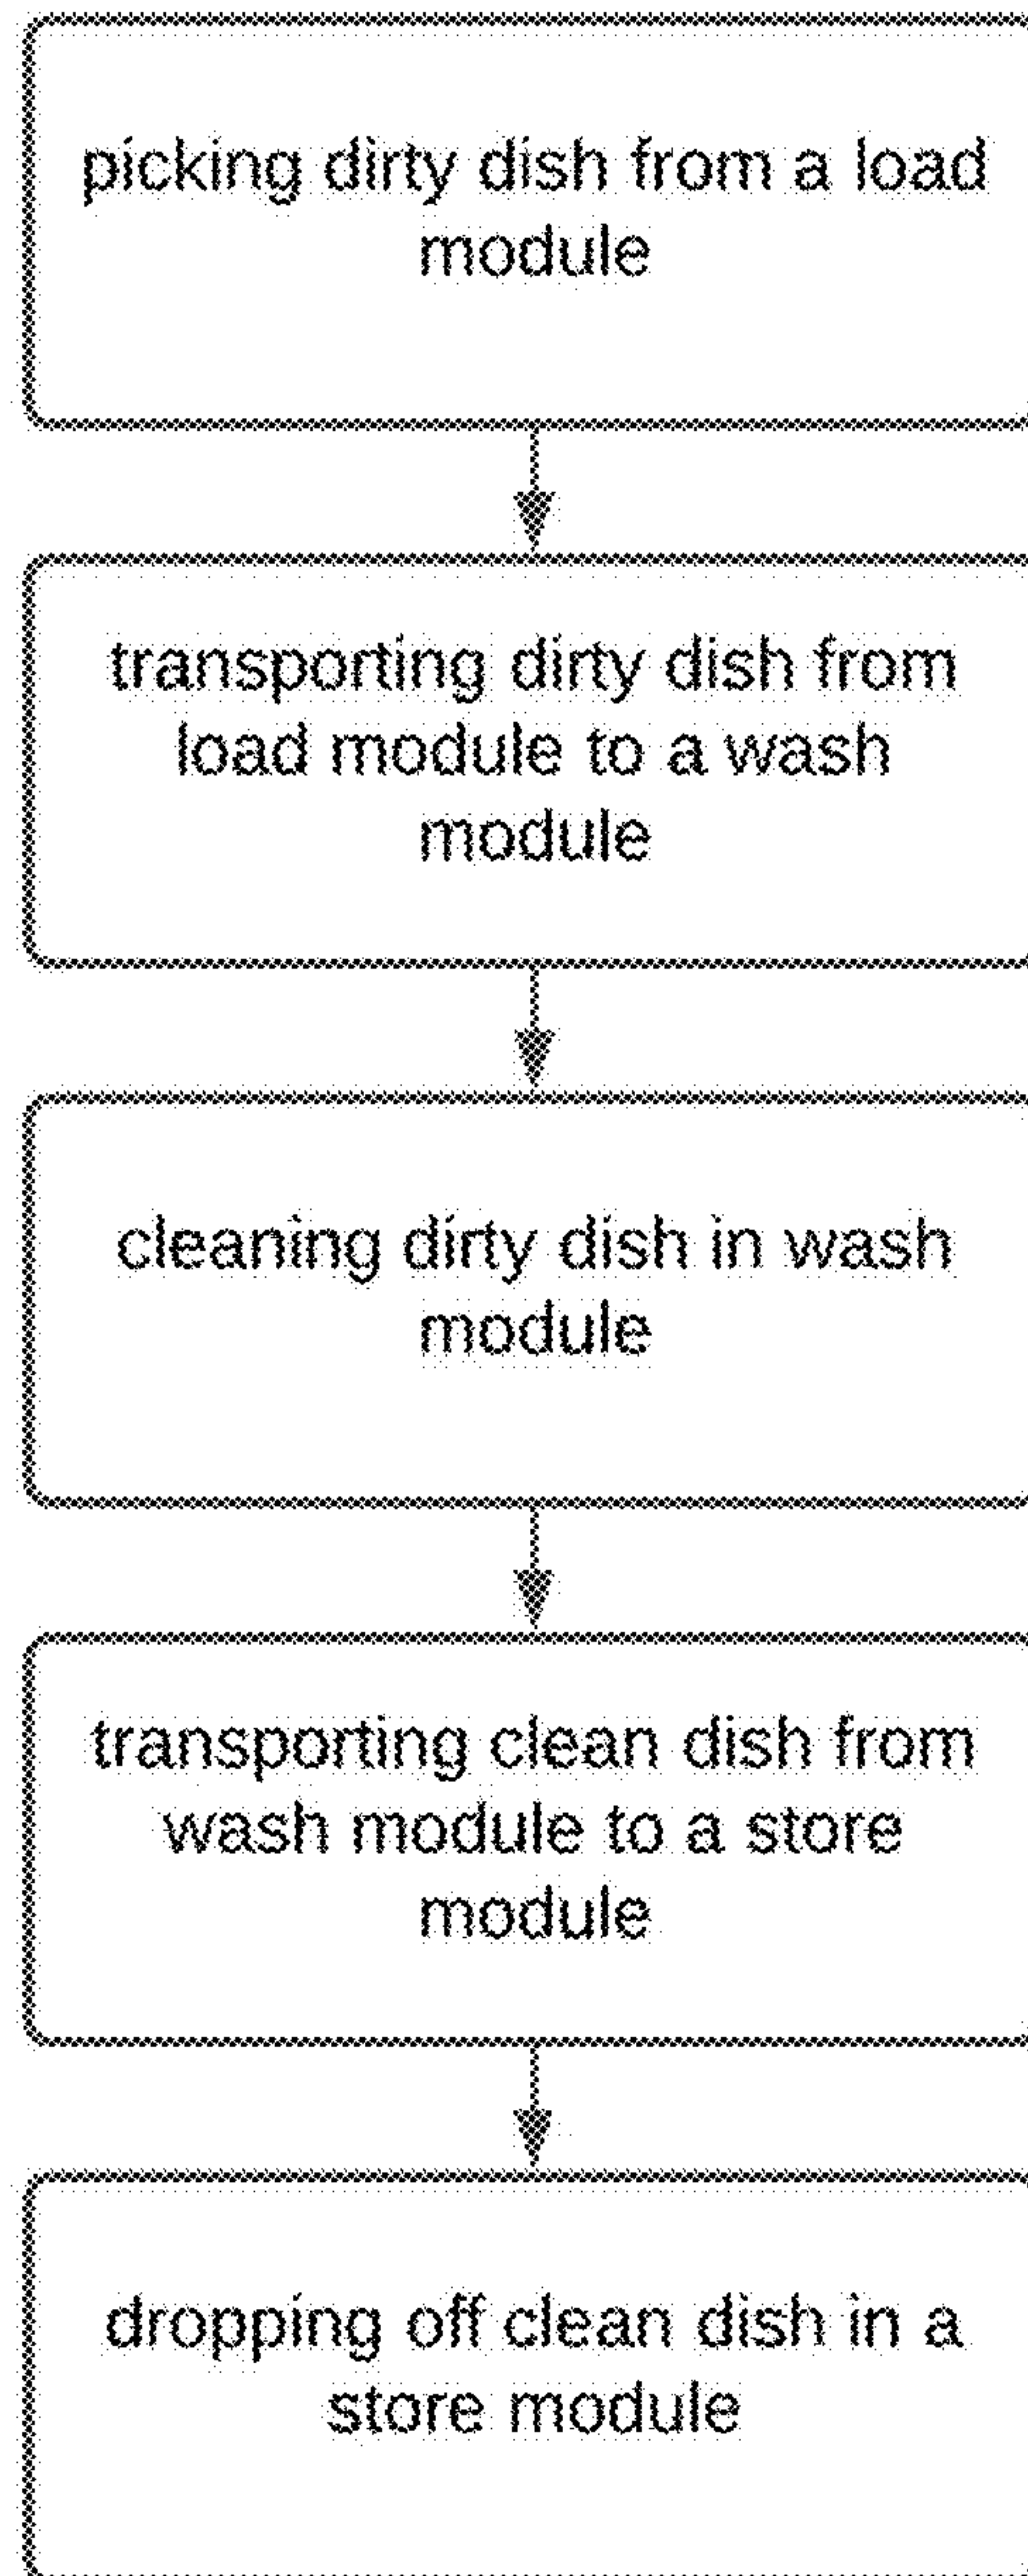 picking dirty dish from a load
module
transporting dirty dish from
load module to a wash
module
cleaning dirty dish in wash
module
transporting clean dish from
wash module to a store
module
dropping off clean dish in a
store module